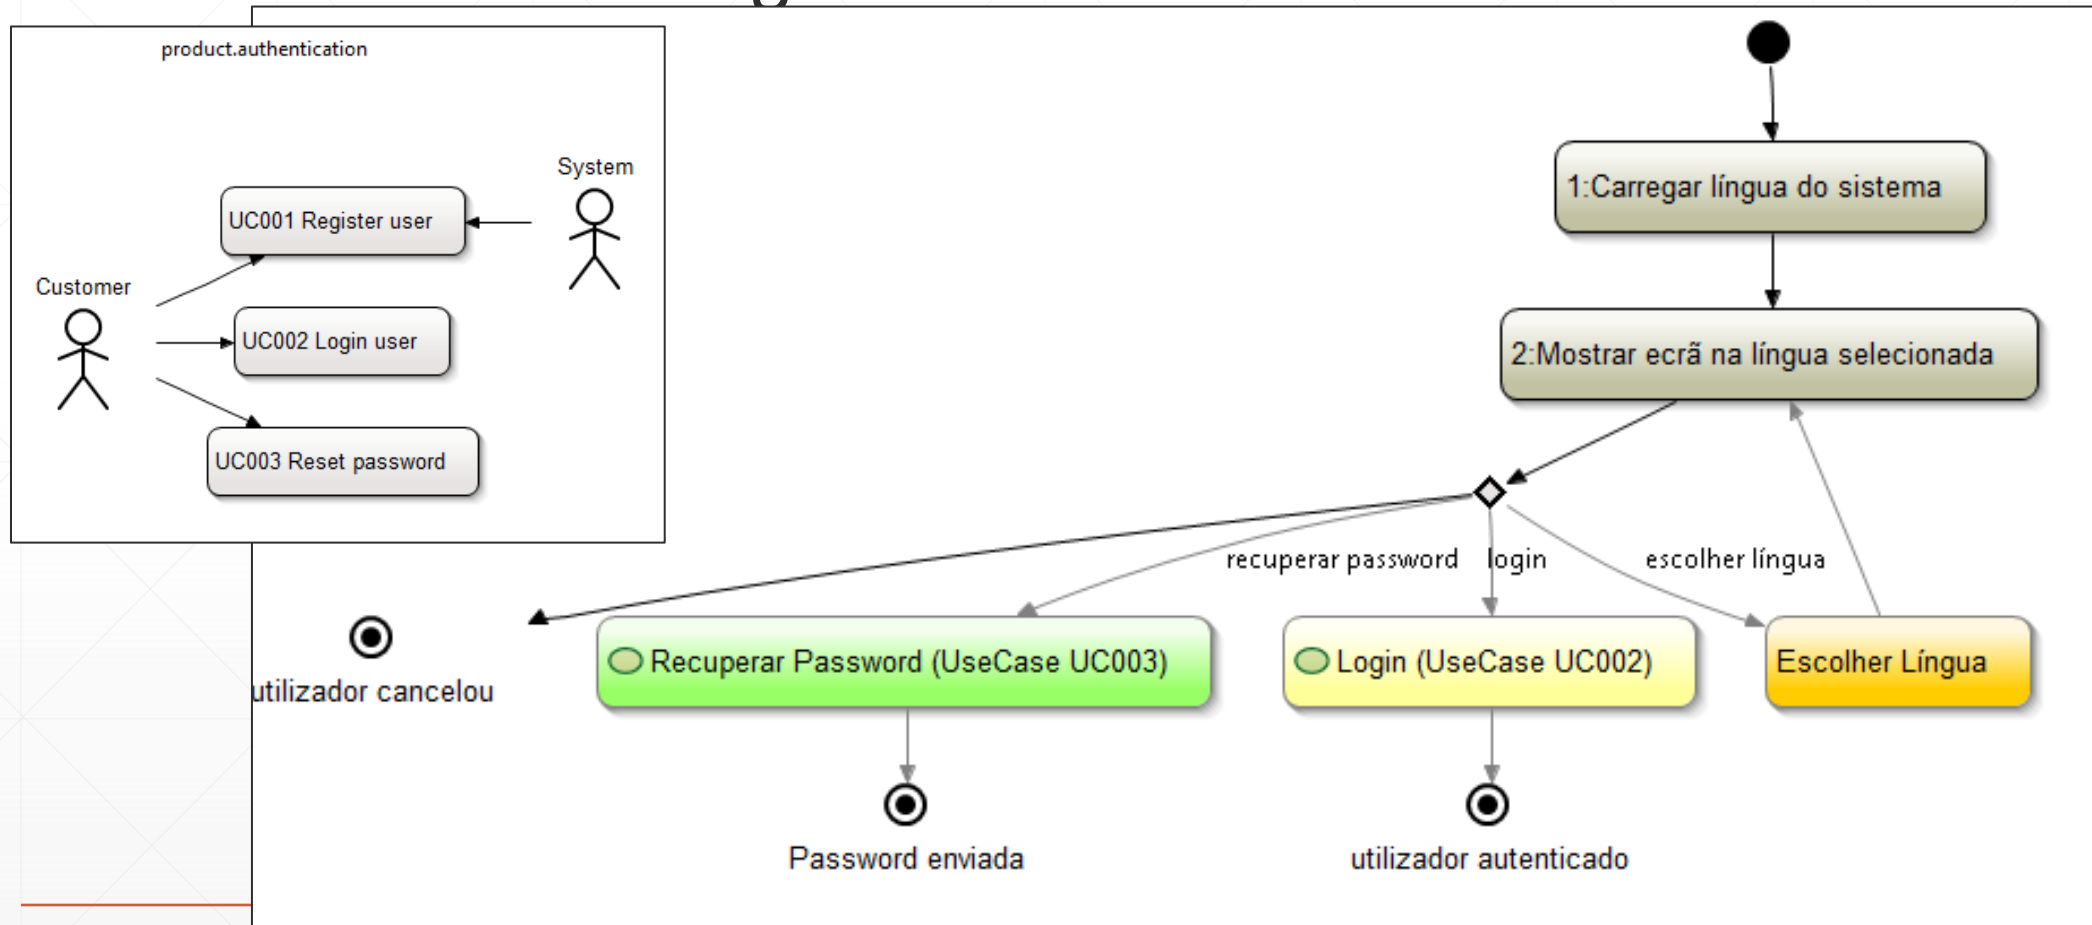 product.authentication
System
UC001 Register user
Customer
UC002 Login user
UC003 Reset password
1:Carregar língua do sistema
2:Mostrar ecrã na língua selecionada
recuperar password
login
escolher língua
utilizador cancelou
Recuperar Password (UseCase UC003)
Login (UseCase UC002)
Escolher Língua
Password enviada
utilizador autenticado